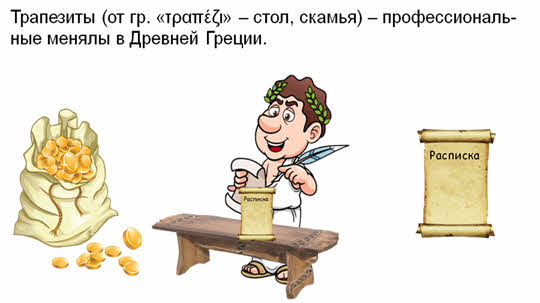 Трапезиты (от гр. «τραπέζι» – стол, скамья) – профессиональ-
ные менялы в Древней Греции.
Расписка
Расписка